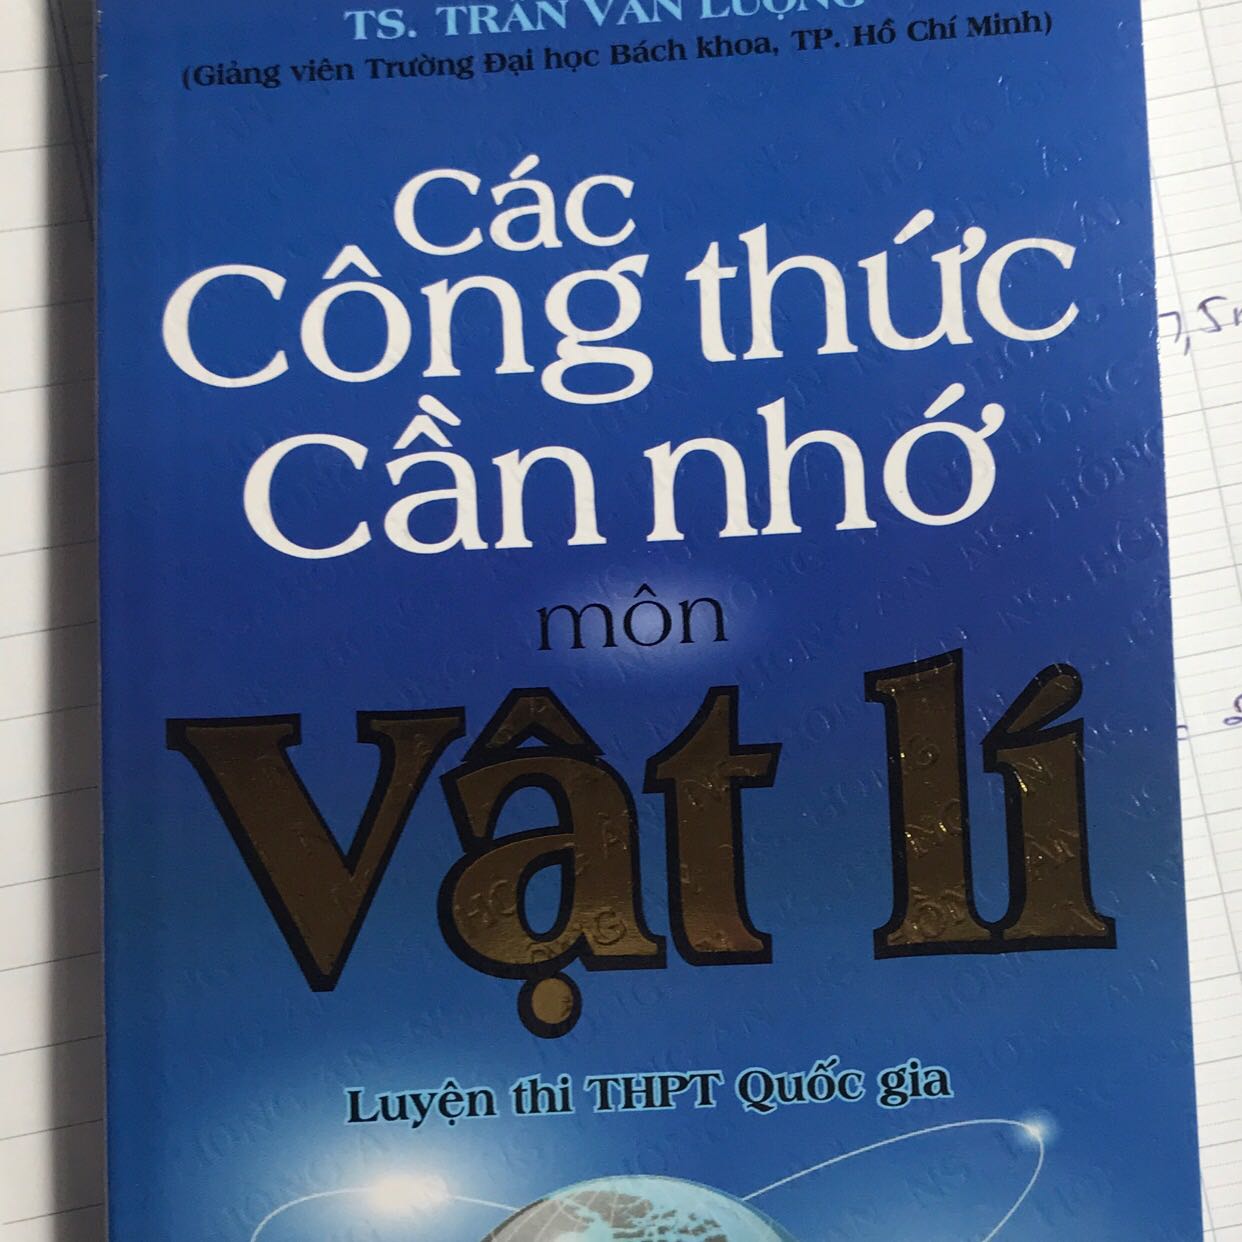 TS. TRẦN VĂN LƯỢNG
(Giảng viên Trường Đại học Bách khoa, TP. Hồ Chí Minh)
Các
Công thức
Cần nhớ
môn
Vật lí
Luyện thi THPT Quốc gia